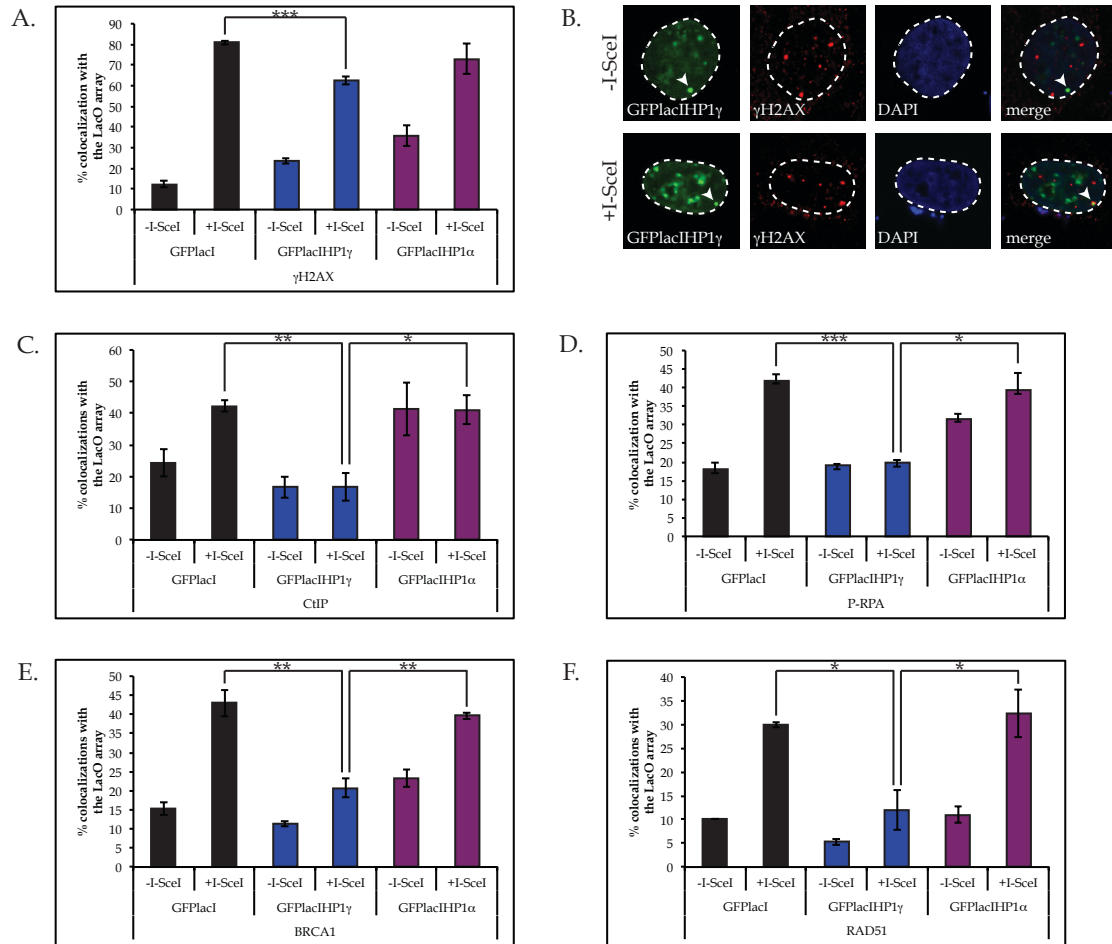 A.
***
% colocalization with
the LacO array
90
80
70
60
50
40
30
20
10
0
-I-SceI +I-SceI -I-SceI +I-SceI -I-SceI +I-SceI
GFPlacI GFPlacIHP1γ GFPlacIHP1α
γH2AX
B.
-I-SceI
GFPlacIHP1γ γH2AX DAPI merge
+I-SceI
GFPlacIHP1γ γH2AX DAPI merge
C.
** *
% colocalizations with
the LacO array
60
50
40
30
20
10
0
-I-SceI +I-SceI -I-SceI +I-SceI -I-SceI +I-SceI
GFPlacI GFPlacIHP1γ GFPlacIHP1α
CtIP
D.
*** *
% colocalization with
the LacO array
50
45
40
35
30
25
20
15
10
5
0
-I-SceI +I-SceI -I-SceI +I-SceI -I-SceI +I-SceI
GFPlacI GFPlacIHP1γ GFPlacIHP1α
P-RPA
E.
** **
% colocalizations with
the LacO array
50
45
40
35
30
25
20
15
10
5
0
-I-SceI +I-SceI -I-SceI +I-SceI -I-SceI +I-SceI
GFPlacI GFPlacIHP1γ GFPlacIHP1α
BRCA1
F.
* *
% colocalizations with
the LacO array
40
35
30
25
20
15
10
5
0
-I-SceI +I-SceI -I-SceI +I-SceI -I-SceI +I-SceI
GFPlacI GFPlacIHP1γ GFPlacIHP1α
RAD51